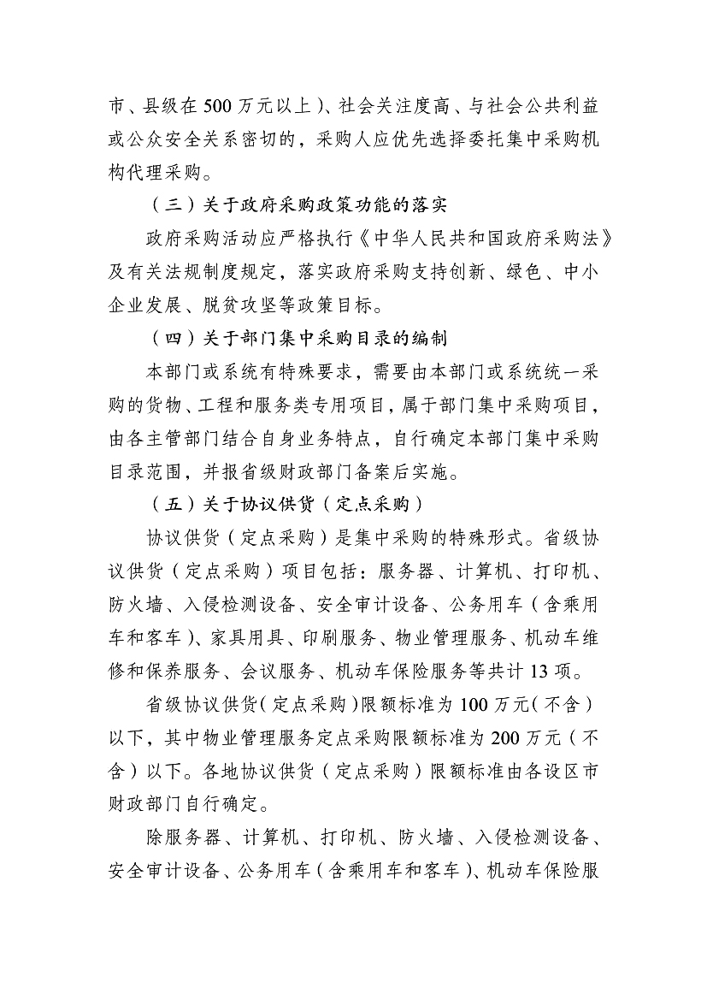 市、县级在 500 万元以上）、社会关注度高、与社会公共利益
或公众安全关系密切的，采购人应优先选择委托集中采购机
构代理采购。
（三）关于政府采购政策功能的落实
政府采购活动应严格执行《中华人民共和国政府采购法》
及有关法规制度规定，落实政府采购支持创新、绿色、中小
企业发展、脱贫攻坚等政策目标。
（四）关于部门集中采购目录的编制
本部门或系统有特殊要求，需要由本部门或系统统一采
购的货物、工程和服务类专用项目，属于部门集中采购项目，
由各主管部门结合自身业务特点，自行确定本部门集中采购
目录范围，并报省级财政部门备案后实施。
（五）关于协议供货（定点采购）
协议供货（定点采购）是集中采购的特殊形式。省级协
议供货（定点采购）项目包括：服务器、计算机、打印机、
防火墙、入侵检测设备、安全审计设备、公务用车（含乘用
车和客车）、家具用具、印刷服务、物业管理服务、机动车维
修和保养服务、会议服务、机动车保险服务等共计 13 项。
省级协议供货（定点采购）限额标准为 100 万元（不含）
以下，其中物业管理服务定点采购限额标准为 200 万元（不
含）以下。各地协议供货（定点采购）限额标准由各设区市
财政部门自行确定。
除服务器、计算机、打印机、防火墙、入侵检测设备、
安全审计设备、公务用车（含乘用车和客车）、机动车保险服